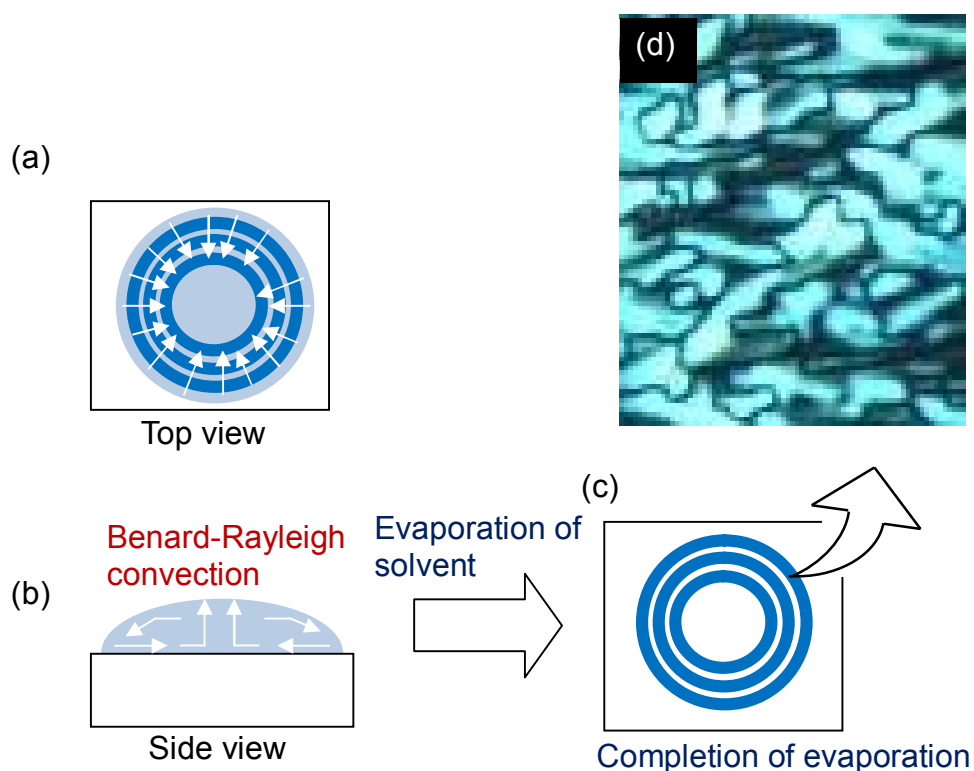 (a)
Top view
(b)
Benard-Rayleigh
convection
Side view
Evaporation of
solvent
(c)
Completion of evaporation
(d)